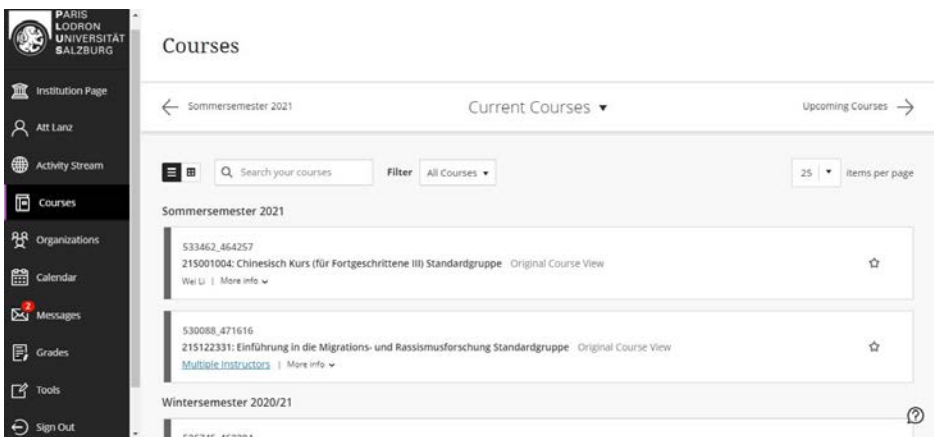 PARIS
LODRON
UNIVERSITÄT
SALZBURG
Institution Page
Att Lanz
Activity Stream
Courses
Organizations
Calendar
2
Messages
Grades
Tools
Sign Out
Courses
Sommersemester 2021
Current Courses
Upcoming Courses
Search your courses
Filter
All Courses
25
items per page
Sommersemester 2021
533462_464257
215001004: Chinesisch Kurs (für Fortgeschrittene III) Standardgruppe Original Course View
Wei Li | More info
530088_471616
215122331: Einführung in die Migrations- und Rassismusforschung Standardgruppe Original Course View
Multiple Instructors | More info
Wintersemester 2020/21